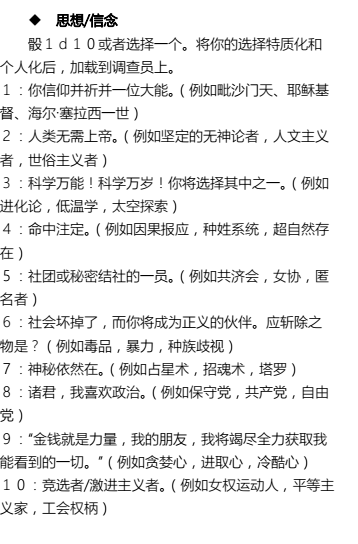 ◆ 思想/信念
骰１ｄ１０或者选择一个。将你的选择特质化和
个人化后，加载到调查员上。
１：你信仰并祈并一位大能。（例如毗沙门天、耶稣基
督、海尔·塞拉西一世）
２：人类无需上帝。（例如坚定的无神论者，人文主义
者，世俗主义者）
３：科学万能！科学万岁！你将选择其中之一。（例如
进化论，低温学，太空探索）
４：命中注定。（例如因果报应，种姓系统，超自然存
在）
５：社团或秘密结社的一员。（例如共济会，女协，匿
名者）
６：社会坏掉了，而你将成为正义的伙伴。应斩除之
物是？（例如毒品，暴力，种族歧视）
７：神秘依然在。（例如占星术，招魂术，塔罗）
８：诸君，我喜欢政治。（例如保守党，共产党，自由
党）
９：“金钱就是力量，我的朋友，我将竭尽全力获取我
能看到的一切。”（例如贪婪心，进取心，冷酷心）
１０：竞选者/激进主义者。（例如女权运动人，平等主
义家，工会权柄）